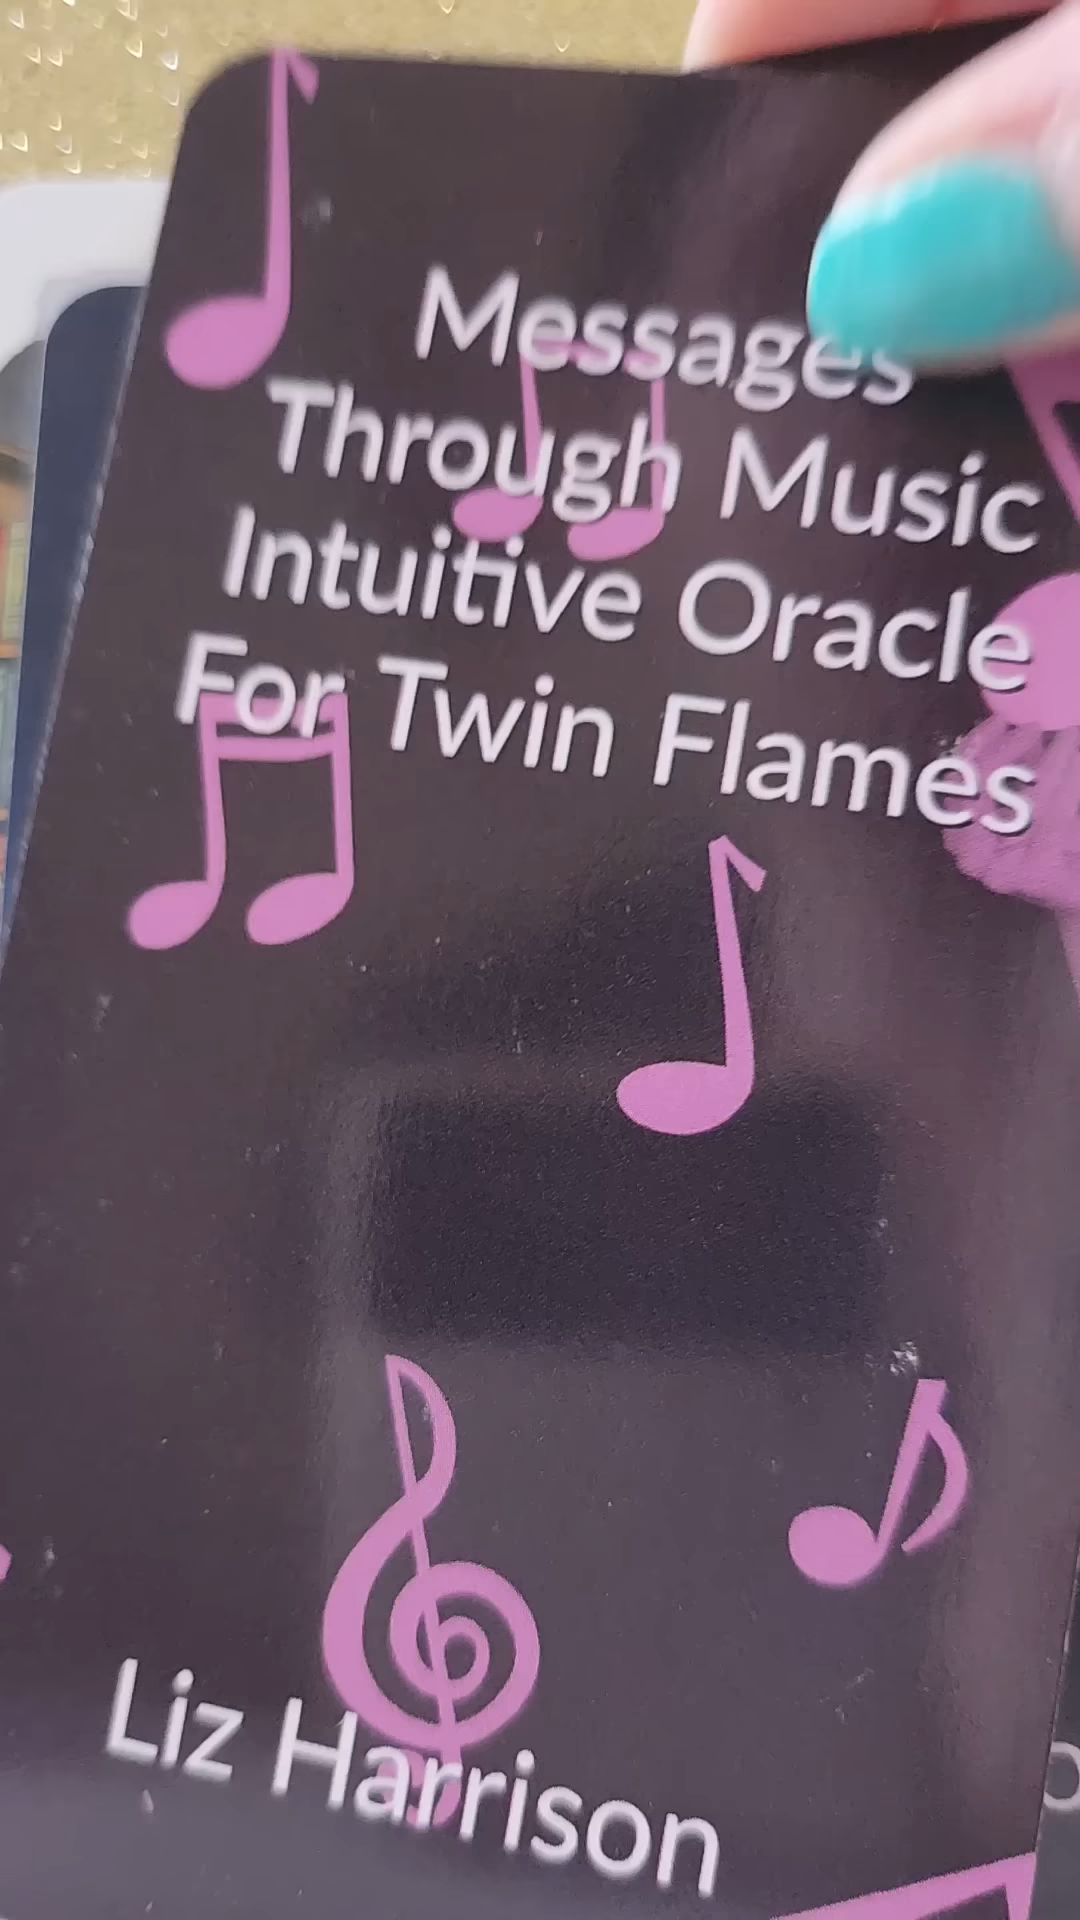 Messages
Through Music
Intuitive Oracle
For Twin Flames
Liz Harrison